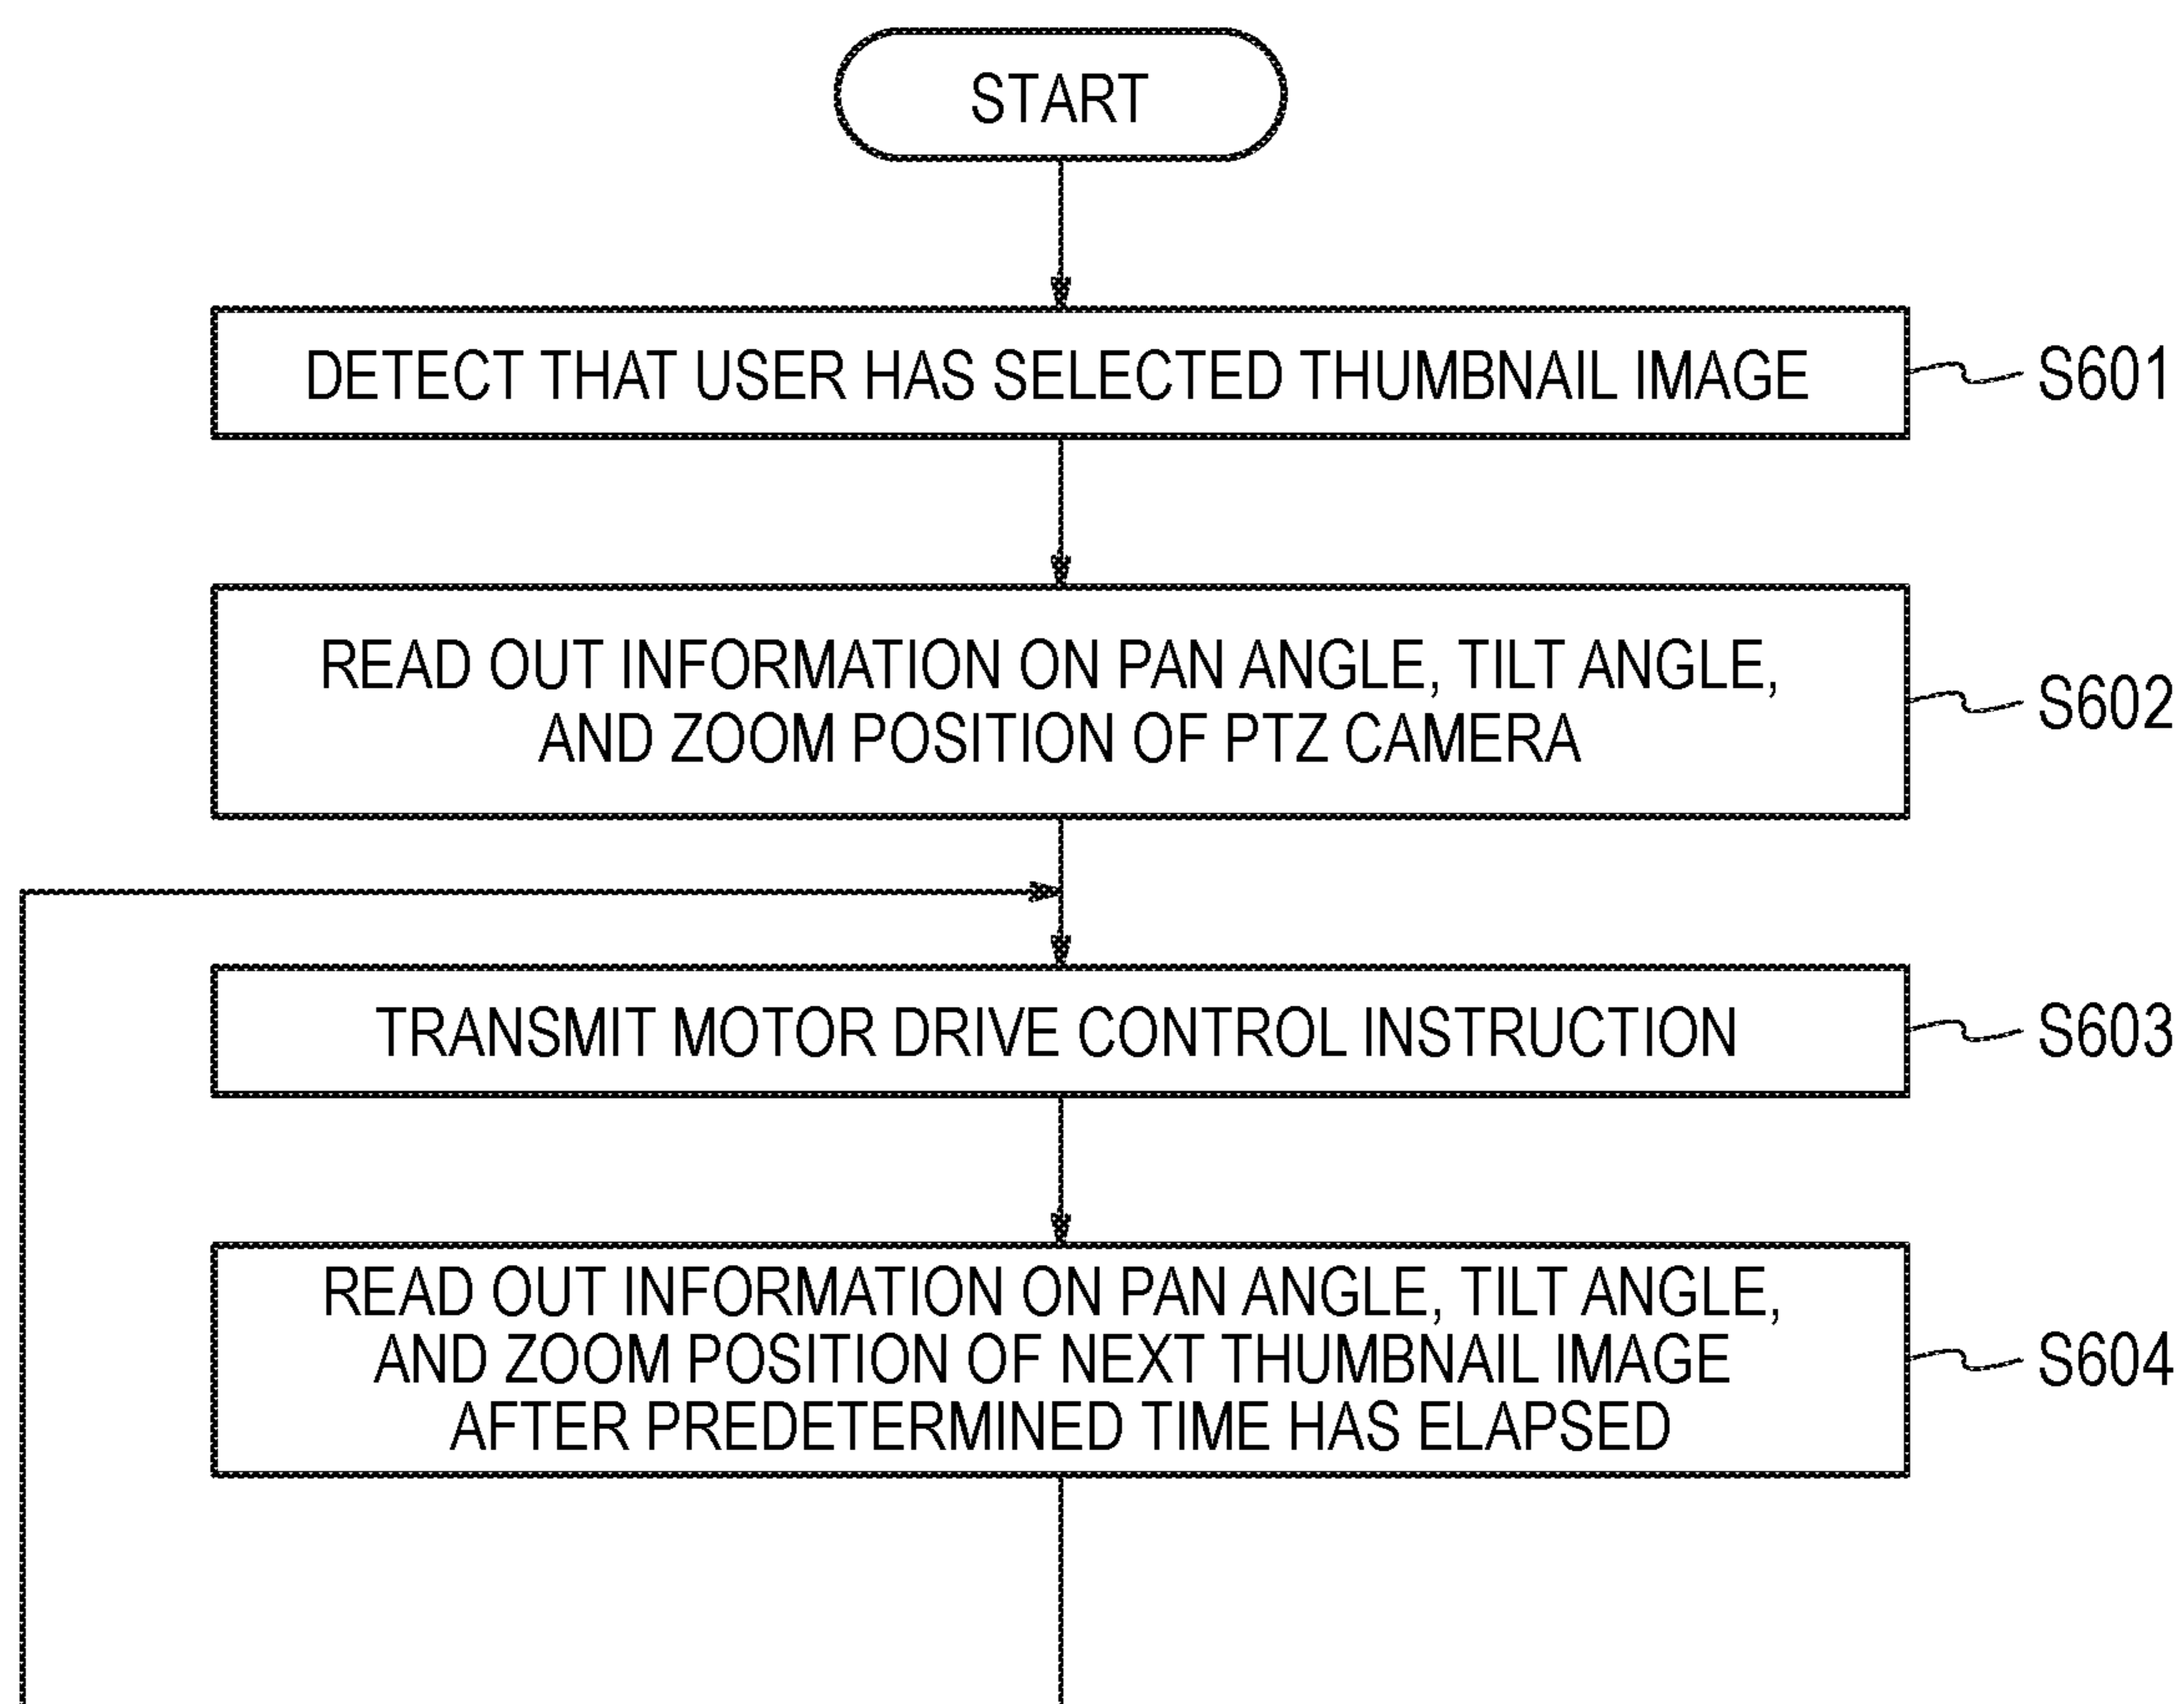 START
DETECT THAT USER HAS SELECTED THUMBNAIL IMAGE
S601
READ OUT INFORMATION ON PAN ANGLE, TILT ANGLE,
AND ZOOM POSITION OF PTZ CAMERA
S602
TRANSMIT MOTOR DRIVE CONTROL INSTRUCTION
S603
READ OUT INFORMATION ON PAN ANGLE, TILT ANGLE,
AND ZOOM POSITION OF NEXT THUMBNAIL IMAGE
AFTER PREDETERMINED TIME HAS ELAPSED
S604